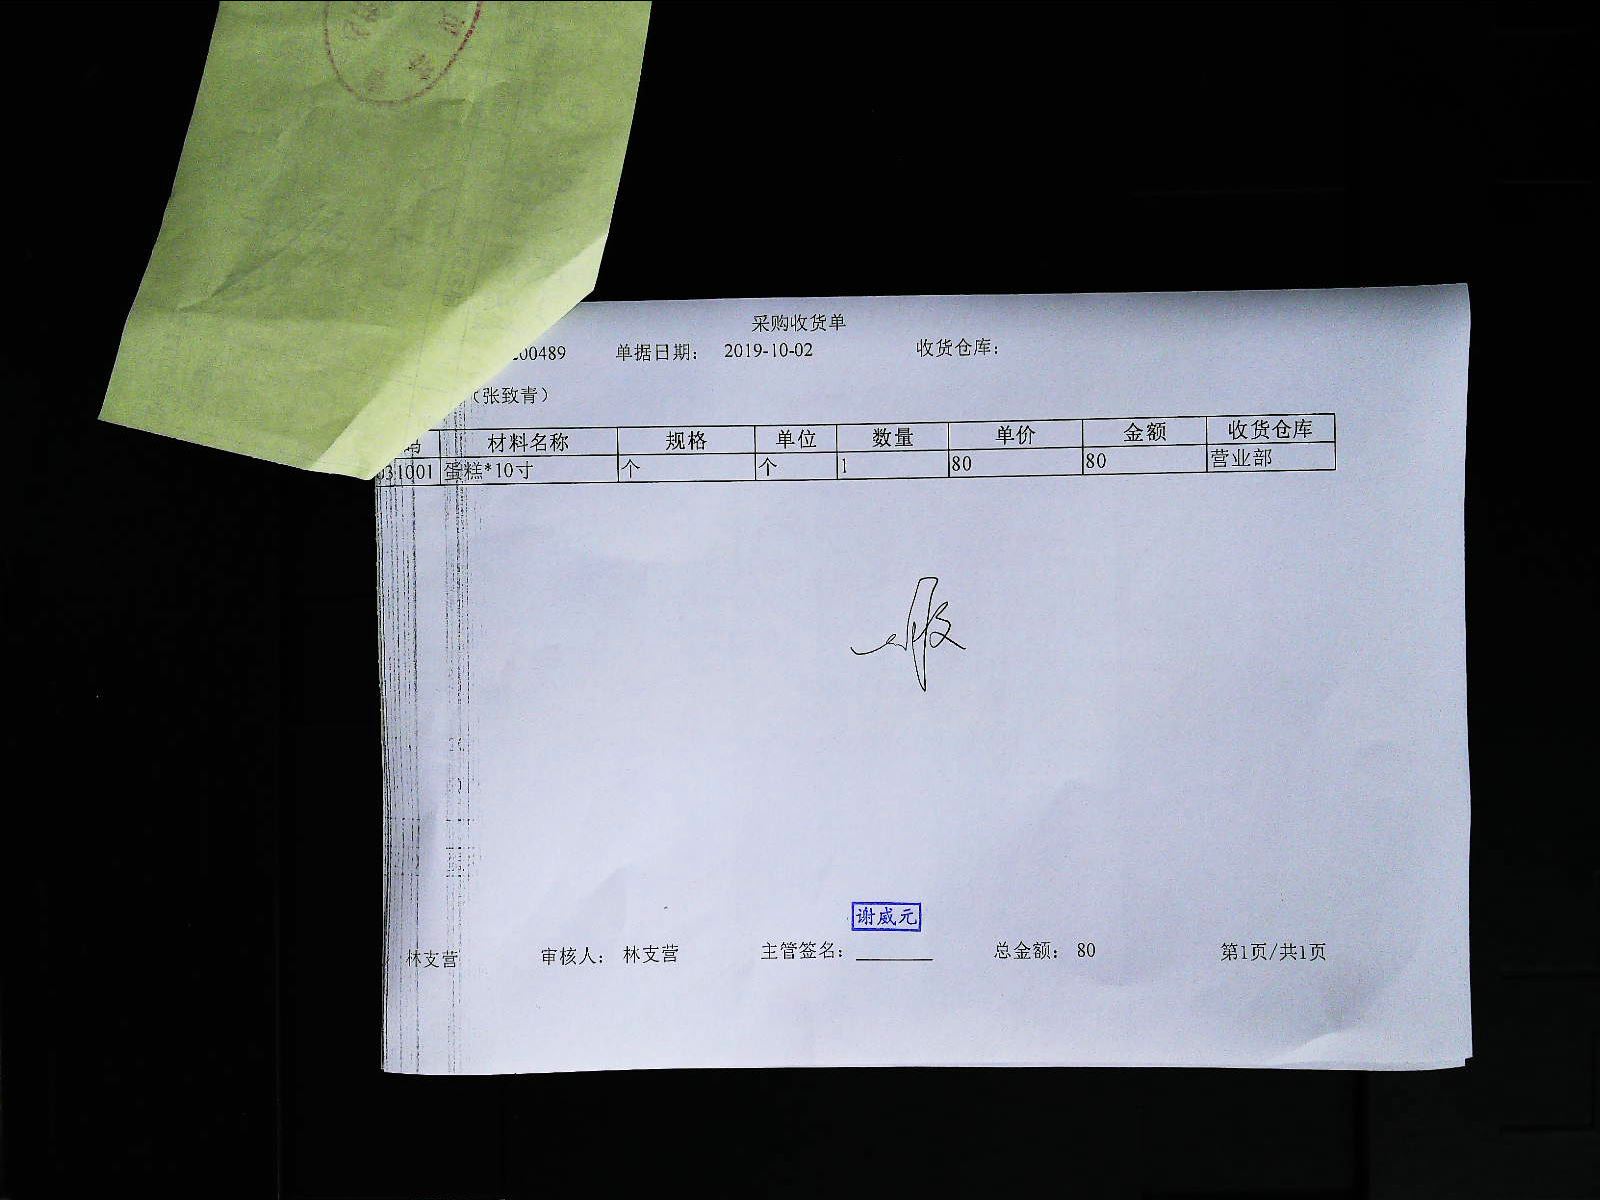 采购收货单
200489 单据日期： 2019-10-02 收货仓库：
（张致青）
码 材料名称 规格 单位 数量 单价 金额 收货仓库
031001 蛋糕*10寸 个 个 1 80 80 营业部
谢威元
林支营 审核人： 林支营 主管签名： 总金额： 80 第1页/共1页